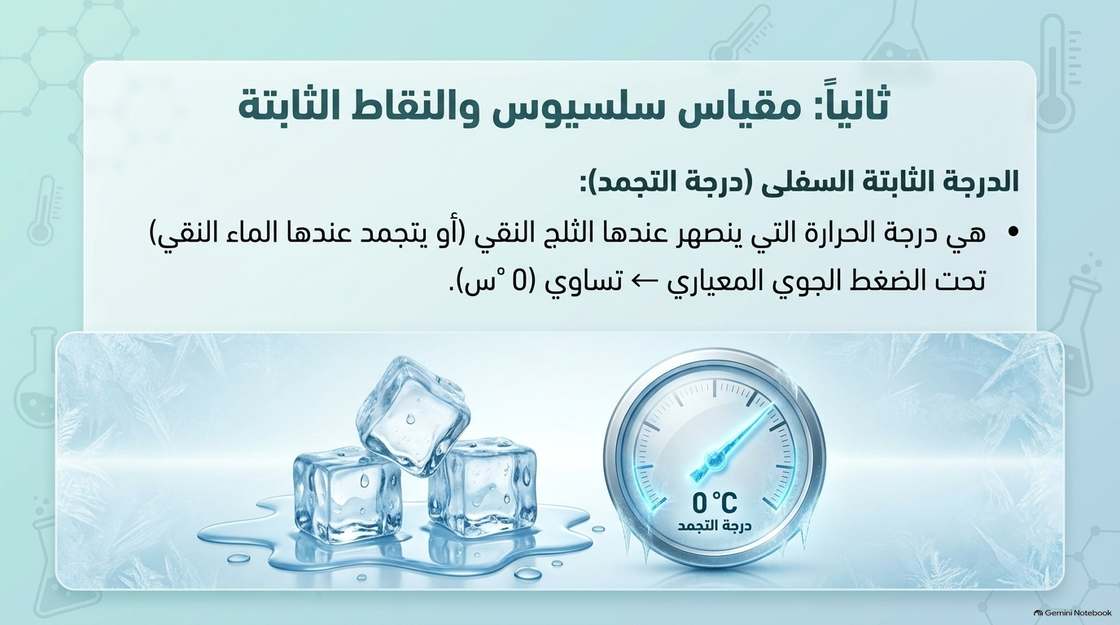 ثانياً: مقياس سلسيوس والنقاط الثابتة
الدرجة الثابتة السفلى (درجة التجمد):
• هي درجة الحرارة التي ينصهر عندها الثلج النقي (أو يتجمد عندها الماء النقي)
تحت الضغط الجوي المعياري ← تساوي (0 °س).
0 °C
درجة التجمد
Gemini Notebook